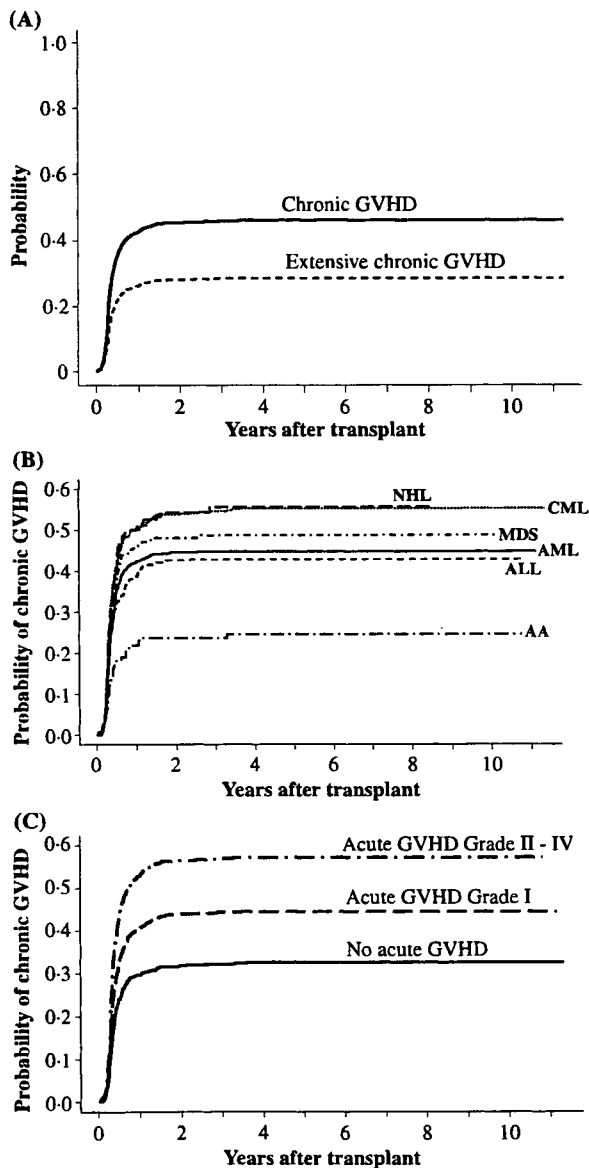 (A)
1·0
0·8
0·6
0·4
0·2
0
Probability
Chronic GVHD
Extensive chronic GVHD
0 2 4 6 8 10
Years after transplant
(B)
0·6
0·5
0·4
0·3
0·2
0·1
0·0
Probability of chronic GVHD
NHL
CML
MDS
AML
ALL
AA
0 2 4 6 8 10
Years after transplant
(C)
0·6
0·5
0·4
0·3
0·2
0·1
0·0
Probability of chronic GVHD
Acute GVHD Grade II - IV
Acute GVHD Grade I
No acute GVHD
0 2 4 6 8 10
Years after transplant